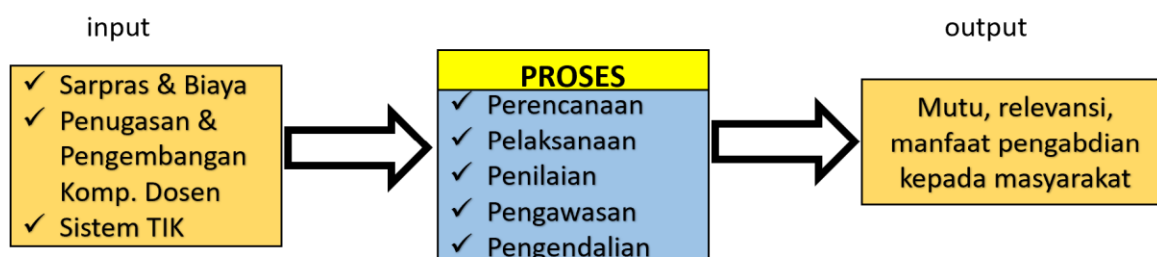 input
✓ Sarpras & Biaya
✓ Penugasan &
Pengembangan
Komp. Dosen
✓ Sistem TIK
PROSES
✓ Perencanaan
✓ Pelaksanaan
✓ Penilaian
✓ Pengawasan
✓ Pengendalian
output
Mutu, relevansi,
manfaat pengabdian
kepada masyarakat